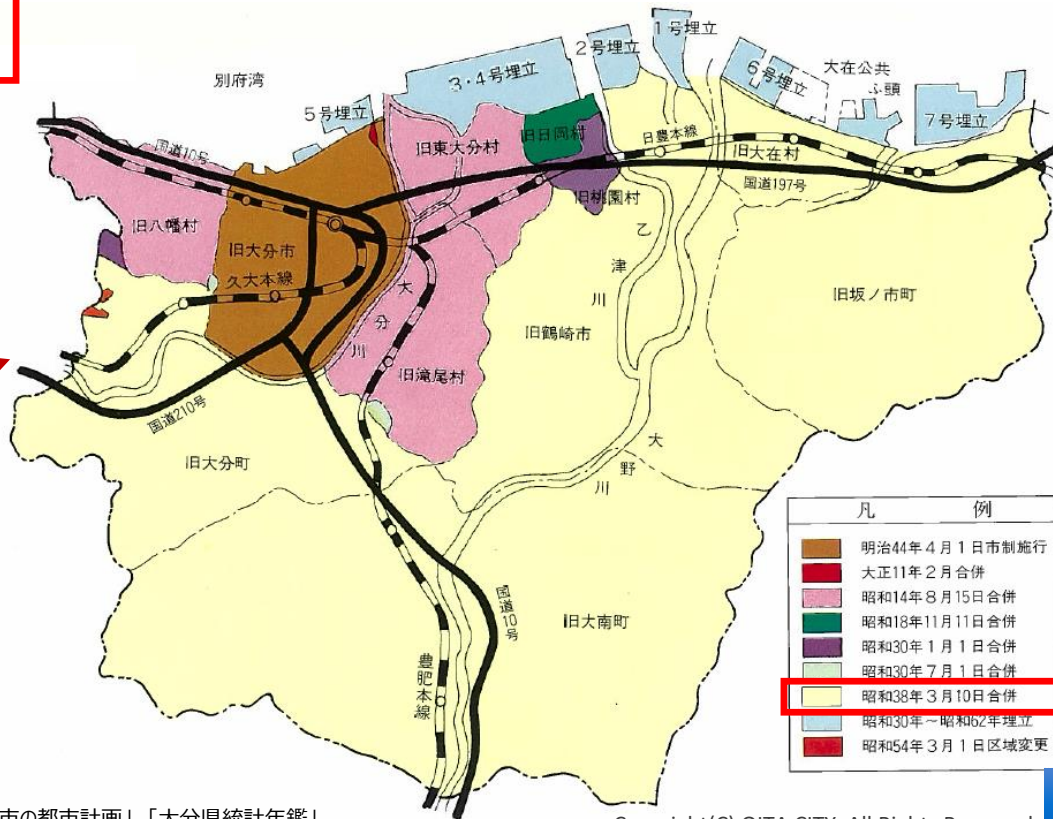 別府湾
1号埋立
2号埋立
3・4号埋立
5号埋立
6号埋立
大在公共
ふ頭
7号埋立
国道10号
旧東大分村
旧日岡村
日豊本線
旧大在村
国道197号
旧桃園村
旧八幡村
旧大分市
久大本線
大分川
乙津川
旧鶴崎市
旧坂ノ市町
旧滝尾村
国道210号
旧大分町
大野川
国道10号
旧大南町
豊肥本線
凡 例
明治44年4月1日市制施行
大正11年2月合併
昭和14年8月15日合併
昭和18年11月11日合併
昭和30年1月1日合併
昭和30年7月1日合併
昭和38年3月10日合併
昭和30年~昭和62年埋立
昭和54年3月1日区域変更
市の都市計画」「大分県統計年鑑」